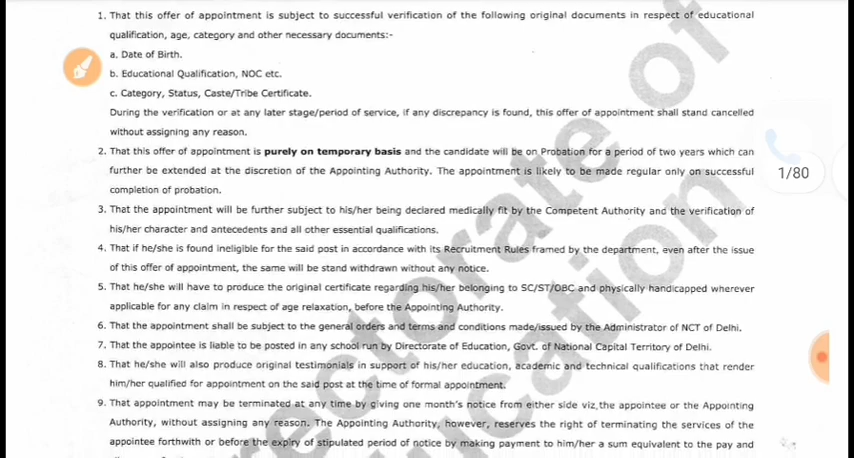 1. That this offer of appointment is subject to successful verification of the following original documents in respect of educational
qualification, age, category and other necessary documents:-
a. Date of Birth.
b. Educational Qualification, NOC etc.
c. Category, Status, Caste/Tribe Certificate.
During the verification or at any later stage/period of service, if any discrepancy is found, this offer of appointment shall stand cancelled
without assigning any reason.
2. That this offer of appointment is purely on temporary basis and the candidate will be on Probation for a period of two years which can
further be extended at the discretion of the Appointing Authority. The appointment is likely to be made regular only on successful
completion of probation.
1/80
3. That the appointment will be further subject to his/her being declared medically fit by the Competent Authority and the verification of
his/her character and antecedents and all other essential qualifications.
4. That if he/she is found ineligible for the said post in accordance with its Recruitment Rules framed by the department, even after the issue
of this offer of appointment, the same will be stand withdrawn without any notice.
5. That he/she will have to produce the original certificate regarding his/her belonging to SC/ST/OBC and physically handicapped wherever
applicable for any claim in respect of age relaxation, before the Appointing Authority.
6. That the appointment shall be subject to the general orders and terms and conditions made/issued by the Administrator of NCT of Delhi.
7. That the appointee is liable to be posted in any school run by Directorate of Education, Govt. of National Capital Territory of Delhi.
8. That he/she will also produce original testimonials in support of his/her education, academic and technical qualifications that render
him/her qualified for appointment on the said post at the time of formal appointment.
9. That appointment may be terminated at any time by giving one month's notice from either side viz,the appointee or the Appointing
Authority, without assigning any reason. The Appointing Authority, however, reserves the right of terminating the services of the
appointee forthwith or before the expiry of stipulated period of notice by making payment to him/her a sum equivalent to the pay and